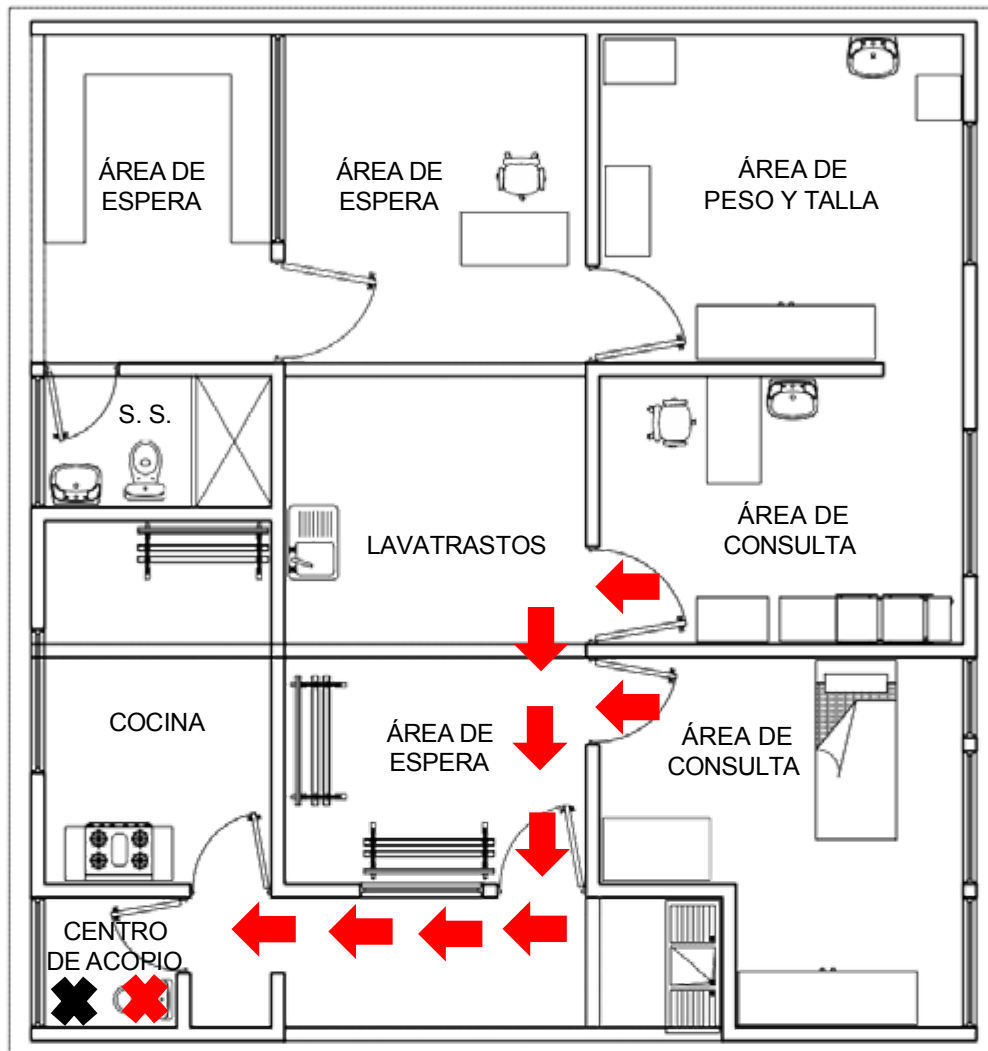 ÁREA DE
ESPERA
ÁREA DE
ESPERA
ÁREA DE
PESO Y TALLA
S. S.
LAVATRASTOS
ÁREA DE
CONSULTA
COCINA
ÁREA DE
ESPERA
ÁREA DE
CONSULTA
CENTRO
DE ACOPIO